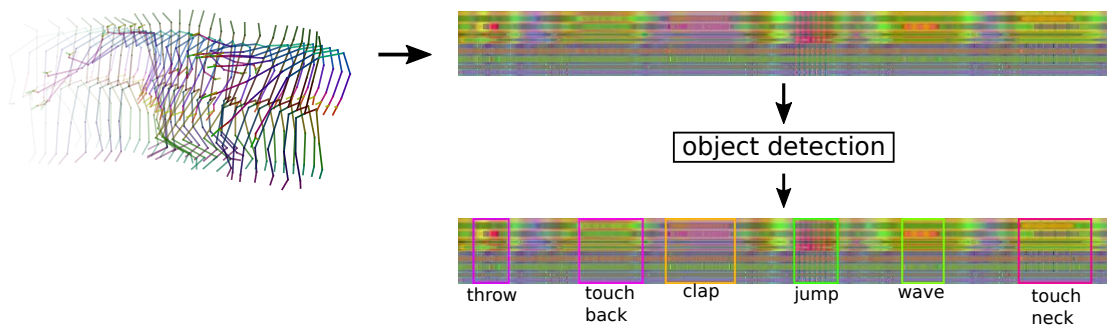 object detection
throw
touch
back
clap
jump
wave
touch
neck